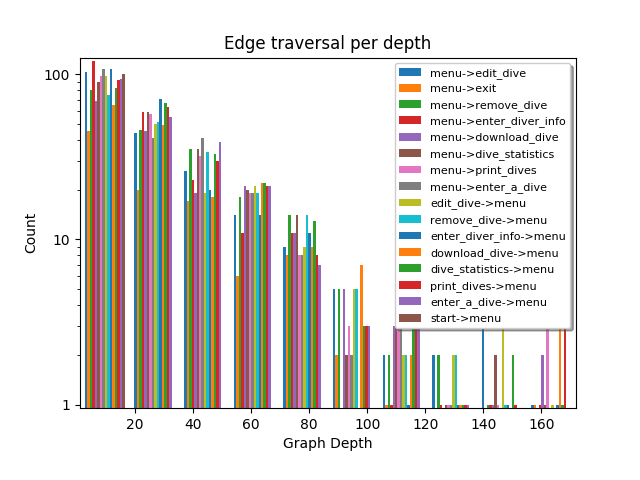 Edge traversal per depth
100
10
1
Count
menu->edit_dive
menu->exit
menu->remove_dive
menu->enter_diver_info
menu->download_dive
menu->dive_statistics
menu->print_dives
menu->enter_a_dive
edit_dive->menu
remove_dive->menu
enter_diver_info->menu
download_dive->menu
dive_statistics->menu
print_dives->menu
enter_a_dive->menu
start->menu
20 40 60 80 100 120 140 160
Graph Depth